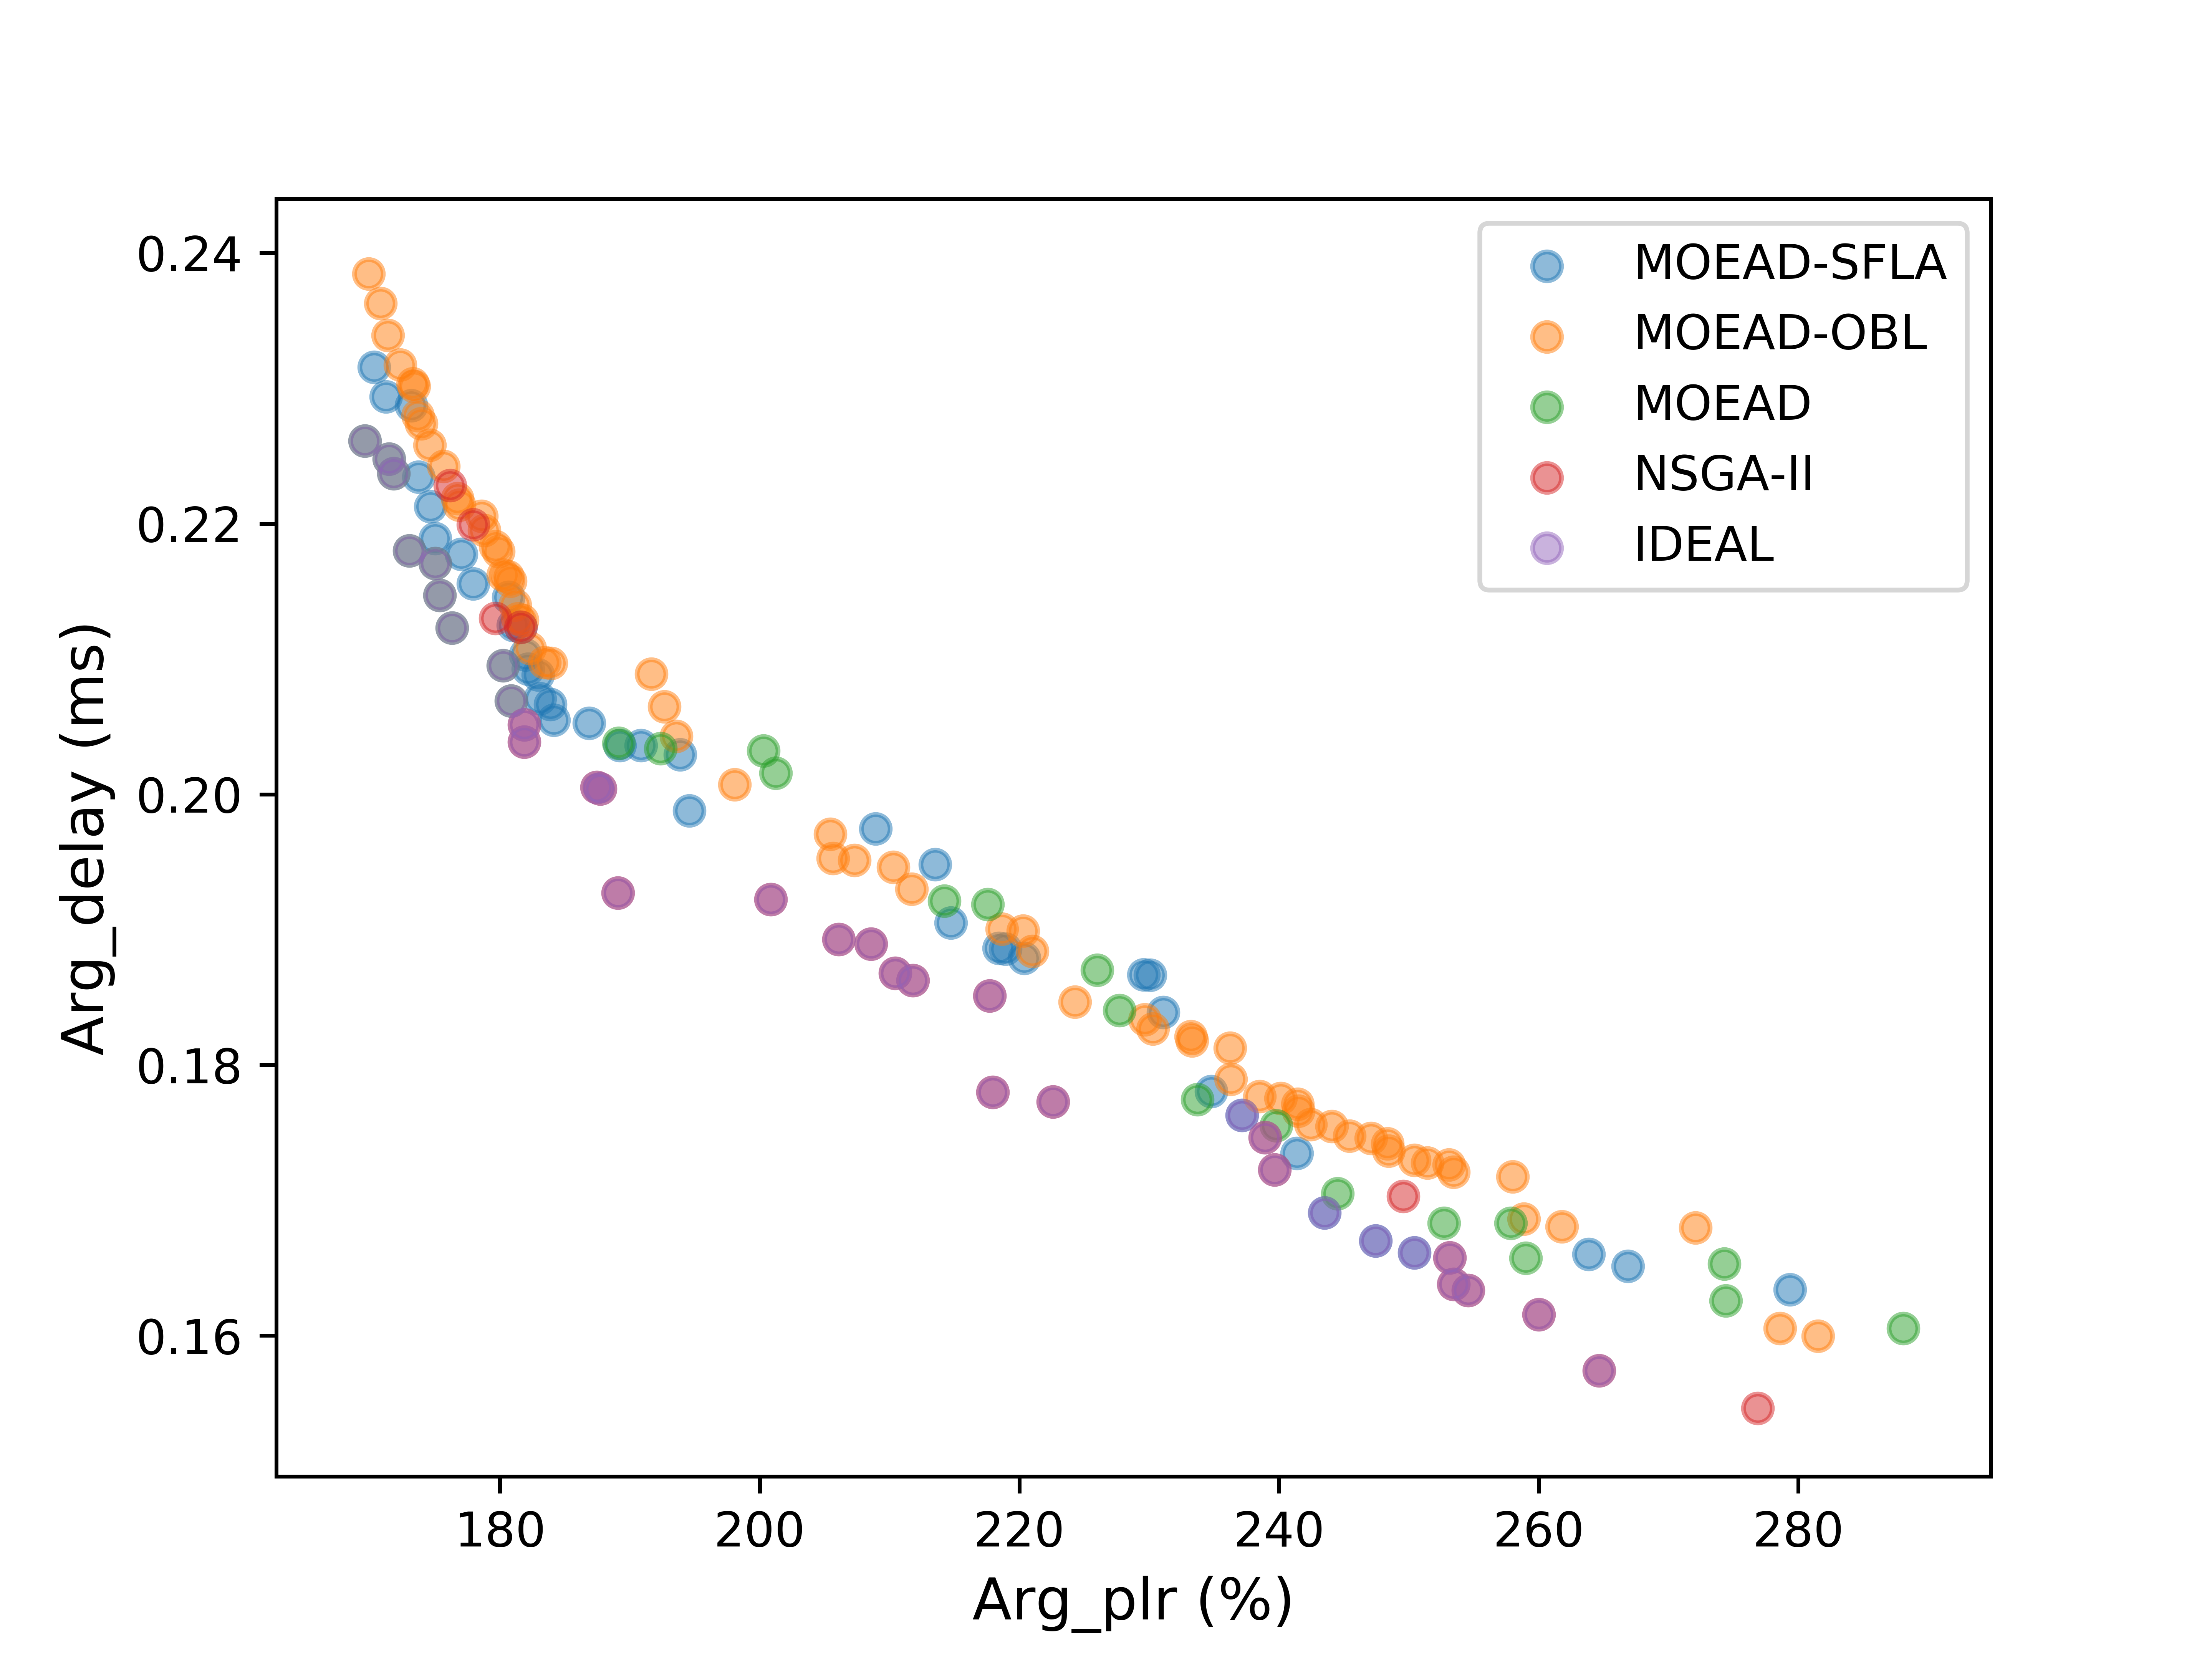 MOEAD-SFLA
MOEAD-OBL
MOEAD
NSGA-II
IDEAL
0.24
0.22
0.20
0.18
0.16
Arg_delay (ms)
180 200 220 240 260 280
Arg_plr (%)